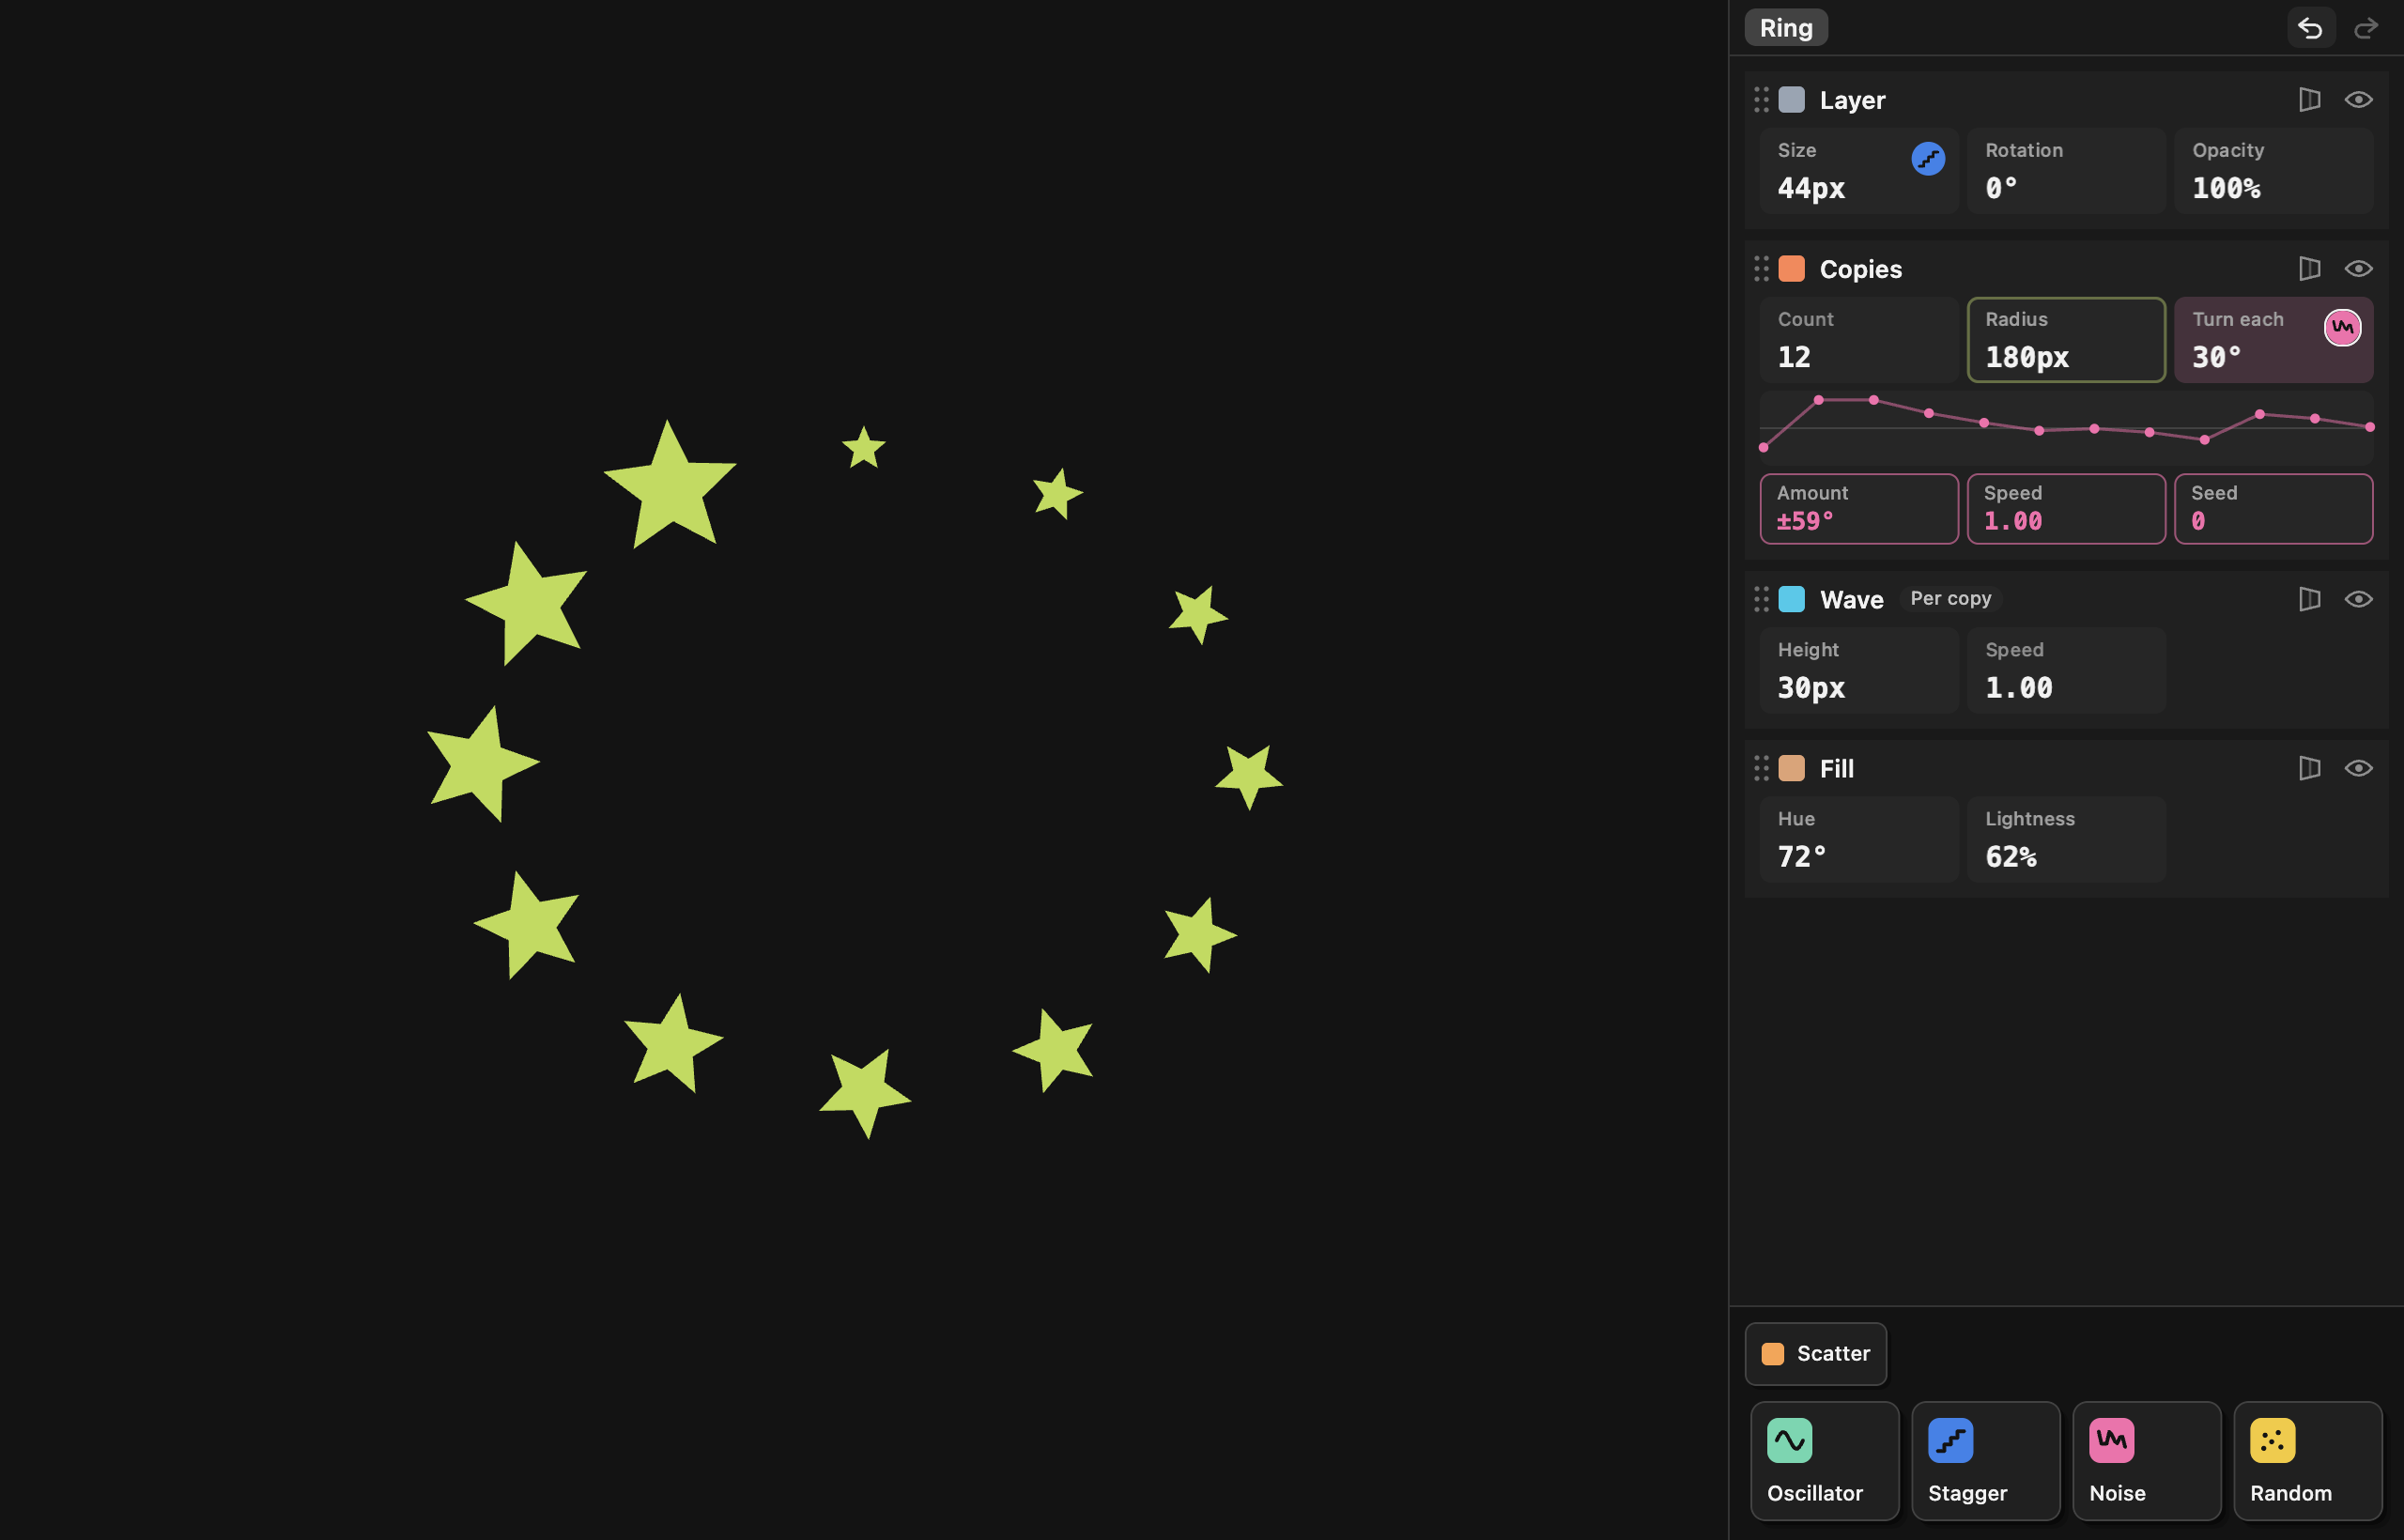 Ring
Layer
Size
44px
Rotation
0°
Opacity
100%
Copies
Count
12
Radius
180px
Turn each
30°
Amount
±59°
Speed
1.00
Seed
0
Wave
Per copy
Height
30px
Speed
1.00
Fill
Hue
72°
Lightness
62%
Scatter
Oscillator
Stagger
Noise
Random